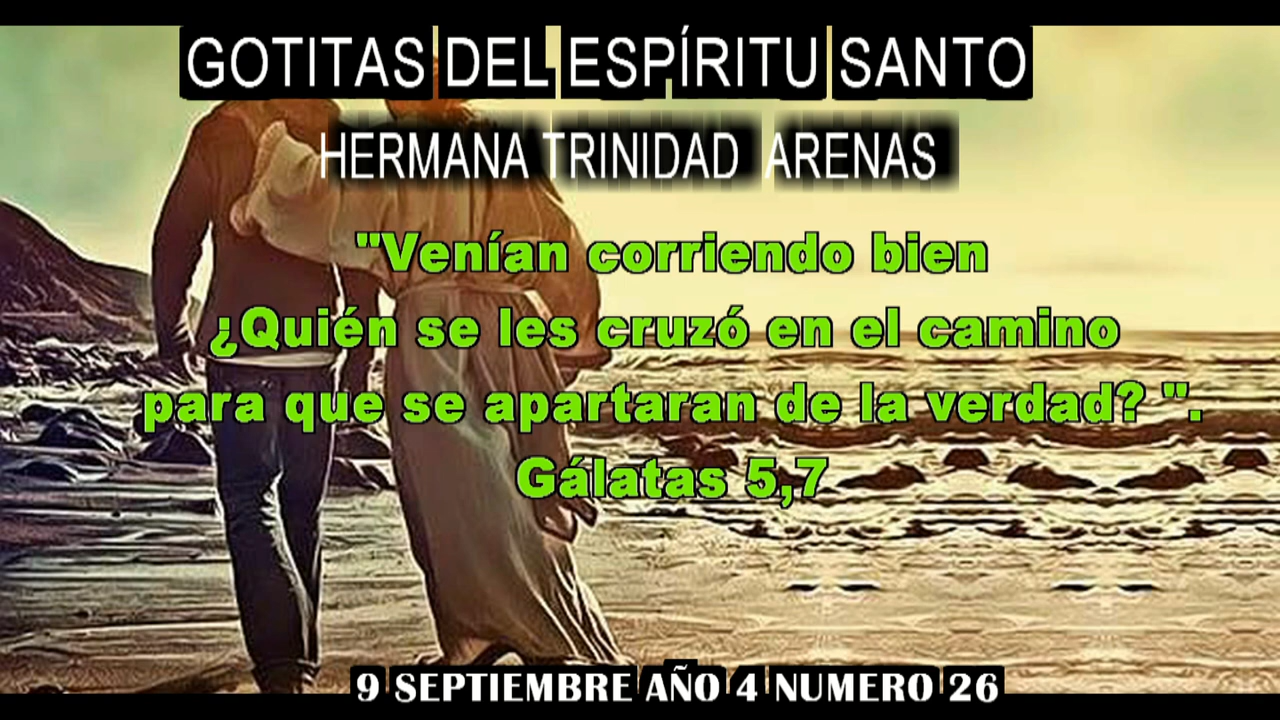 GOTITAS DEL ESPÍRITU SANTO
HERMANA TRINIDAD ARENAS
"Venían corriendo bien
¿Quién se les cruzó en el camino
para que se apartaran de la verdad? ".
Gálatas 5,7
9 SEPTIEMBRE AÑO 4 NUMERO 26